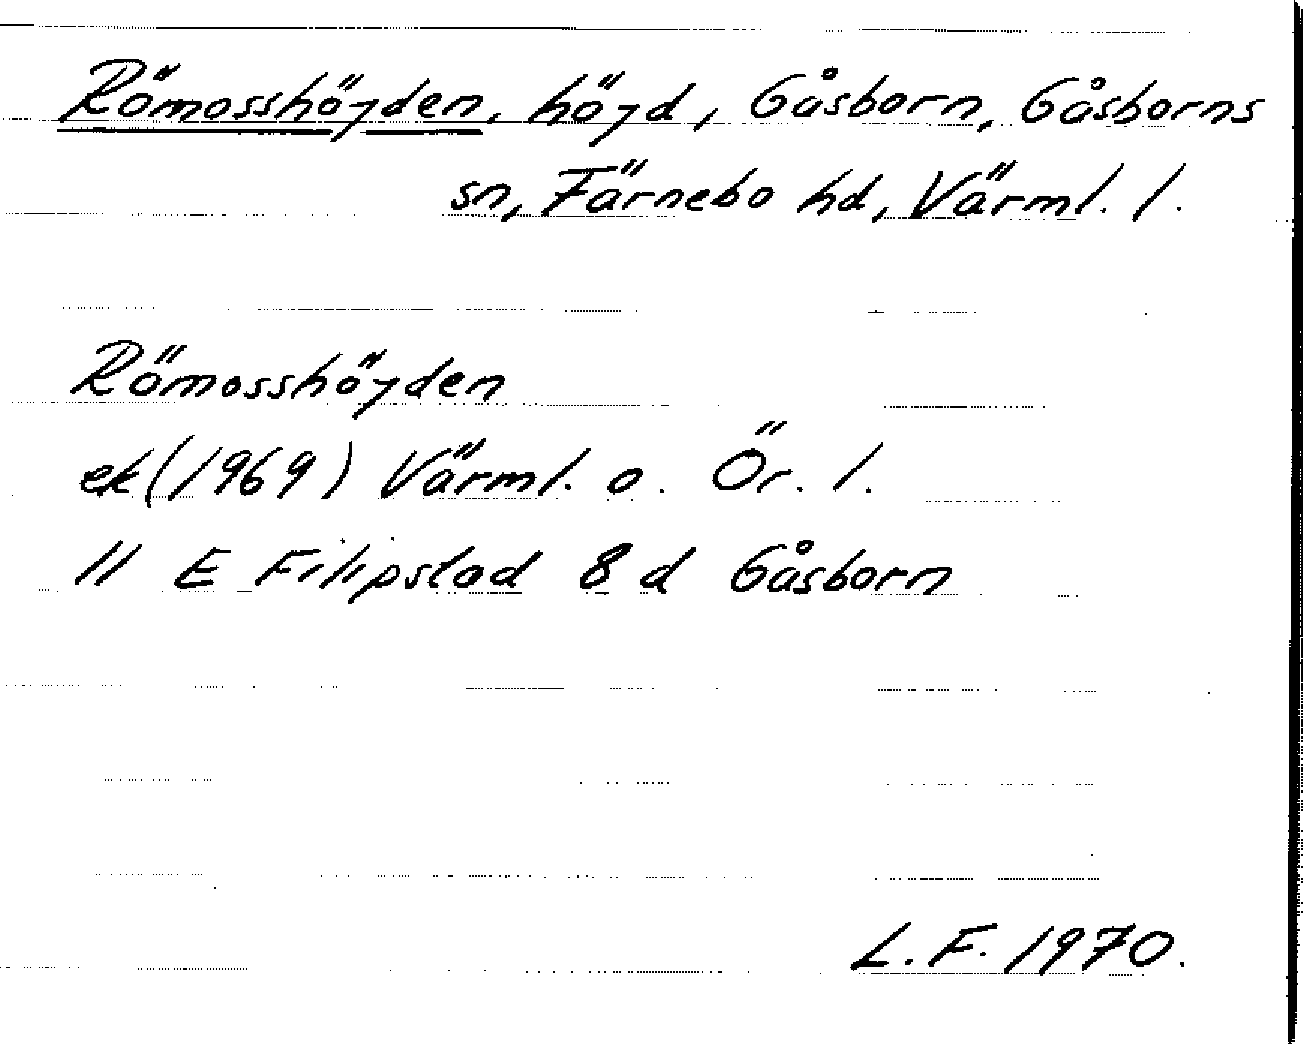 Römosshöjden, höjd, Gåsborn, Gåsborns
sn, Färnebo hd, Värml. l.
Römosshöjden
ek (1969) Värml. o. Ör. l.
11 E Filipstad 8 d Gåsborn
L. F. 1970.